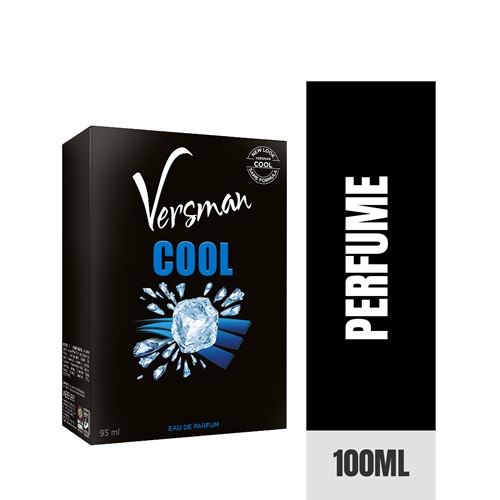 NEW LOOK
VERSMAN
COOL
SAME FORMULA
Versman
COOL
EAU DE PARFUM
95 ml
PERFUME
100ML